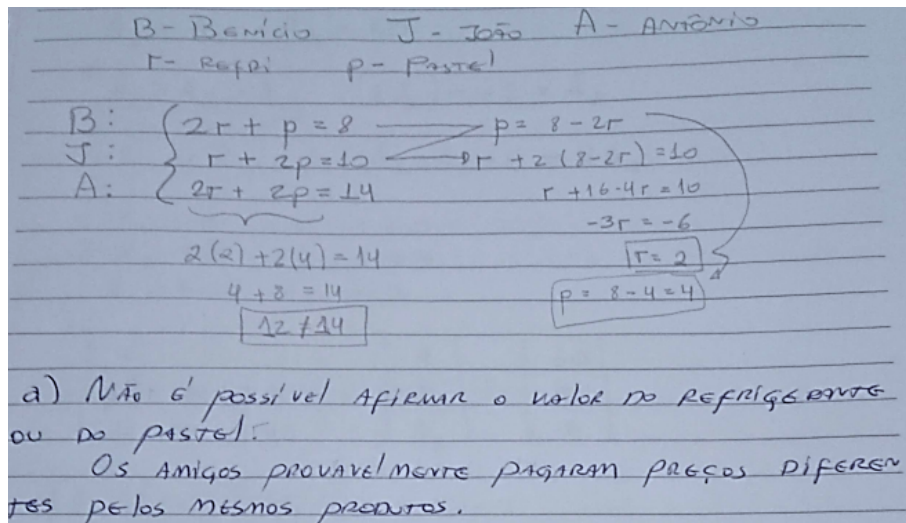 B - Benício J - João A - Antônio
r - Refri p - Pastel
B: 2r + p = 8 p = 8 - 2r
J: r + 2p = 10 r + 2(8-2r) = 10
A: 2r + 2p = 14 r + 16 - 4r = 10
-3r = -6
2(2) + 2(4) = 14 r = 2
4 + 8 = 14 p = 8 - 4 = 4
12 ≠ 14
a) Não é possível afirmar o valor do refrigerante
ou do pastel.
Os amigos provavelmente pagaram preços diferen
tes pelos mesmos produtos.